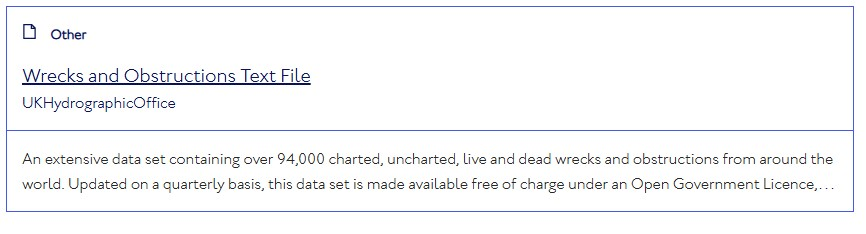 Other
Wrecks and Obstructions Text File
UKHydrographicOffice
An extensive data set containing over 94,000 charted, uncharted, live and dead wrecks and obstructions from around the
world. Updated on a quarterly basis, this data set is made available free of charge under an Open Government Licence,...